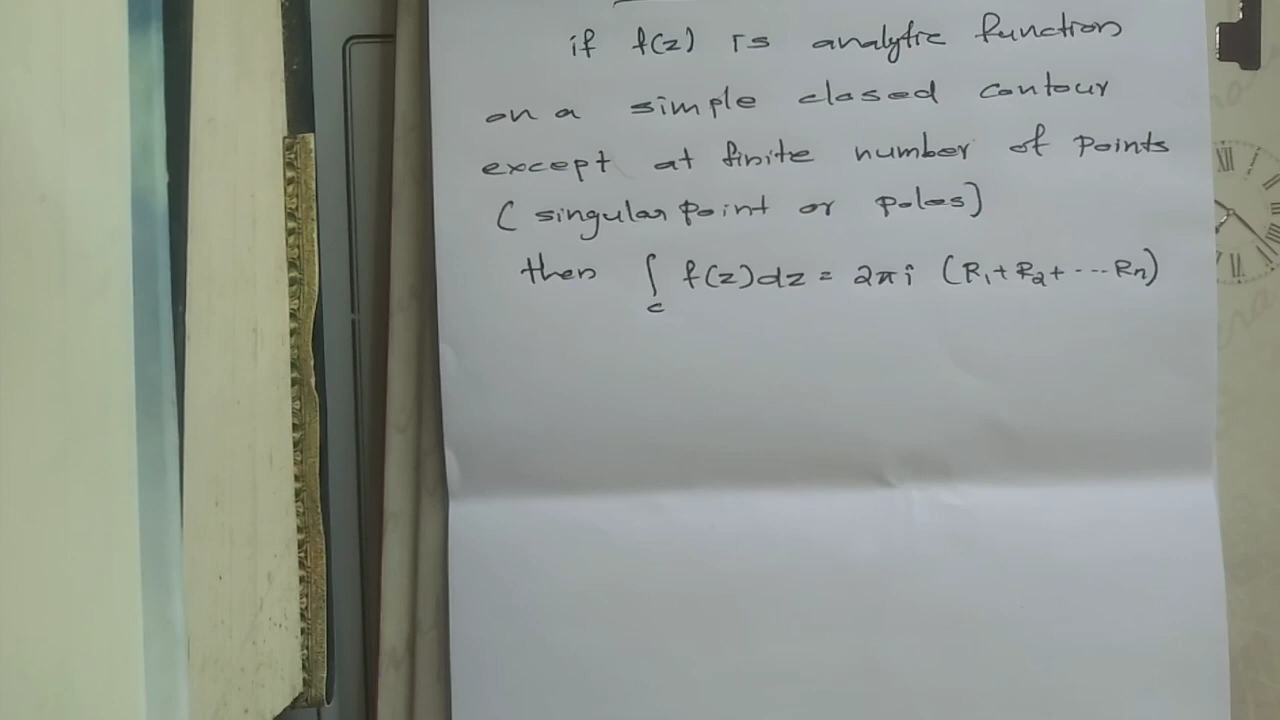 if f(z) is analytic function
on a simple closed contour
except at finite number of points
(singular point or poles)
then ∫c f(z)dz = 2πi (R₁+R₂+---Rn)
XII